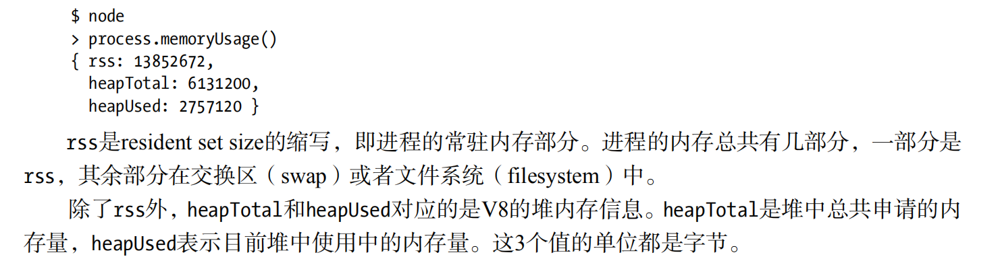 $ node
> process.memoryUsage()
{ rss: 13852672,
  heapTotal: 6131200,
  heapUsed: 2757120 }
rss是resident set size的缩写，即进程的常驻内存部分。进程的内存总共有几部分，一部分是
rss，其余部分在交换区（swap）或者文件系统（filesystem）中。
除了rss外，heapTotal和heapUsed对应的是V8的堆内存信息。heapTotal是堆中总共申请的内
存量，heapUsed表示目前堆中使用中的内存量。这3个值的单位都是字节。